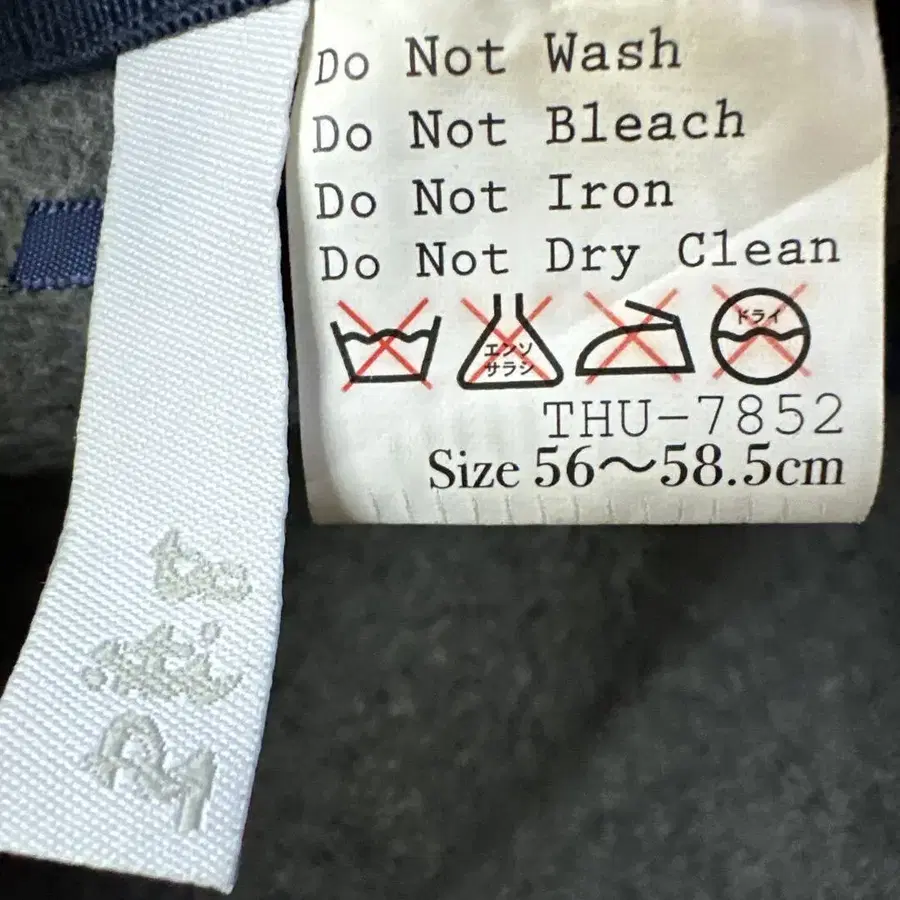 Do Not Wash
Do Not Bleach
Do Not Iron
Do Not Dry Clean
エンソ
サラシ
ドライ
THU-7852
Size 56〜58.5cm